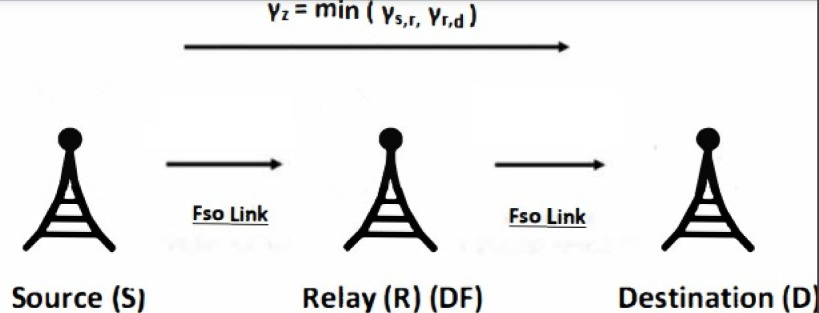 γz = min ( γs,r, γr,d )
Fso Link
Fso Link
Source (S)
Relay (R) (DF)
Destination (D)